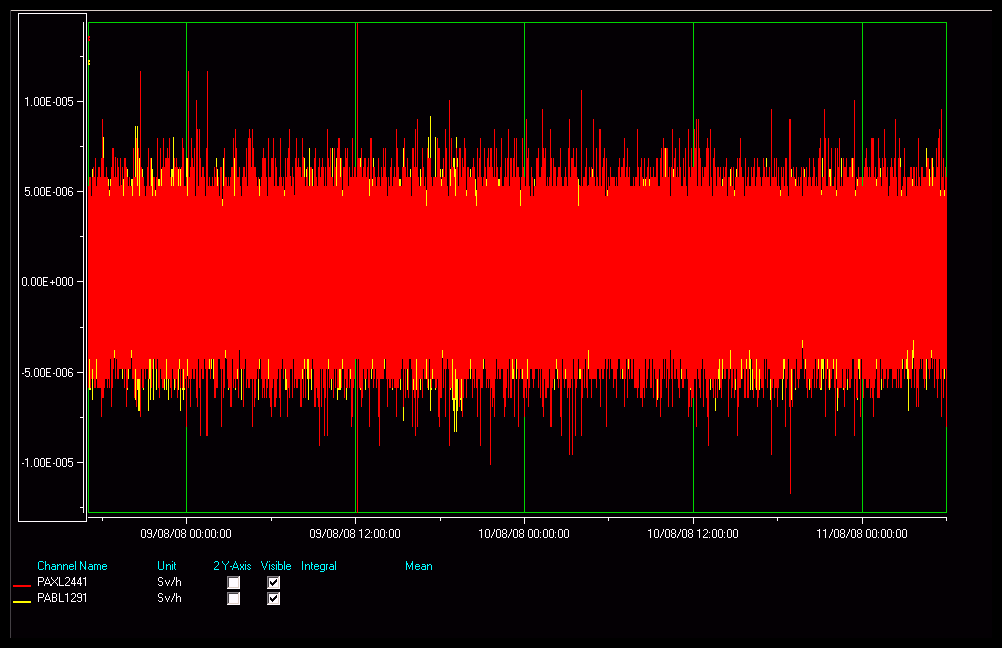 1.00E-005
5.00E-006
0.00E+000
-5.00E-006
-1.00E-005
09/08/08 00:00:00 09/08/08 12:00:00 10/08/08 00:00:00 10/08/08 12:00:00 11/08/08 00:00:00
Channel Name Unit 2 Y-Axis Visible Integral Mean
PAXL2441 Sv/h
PABL1291 Sv/h